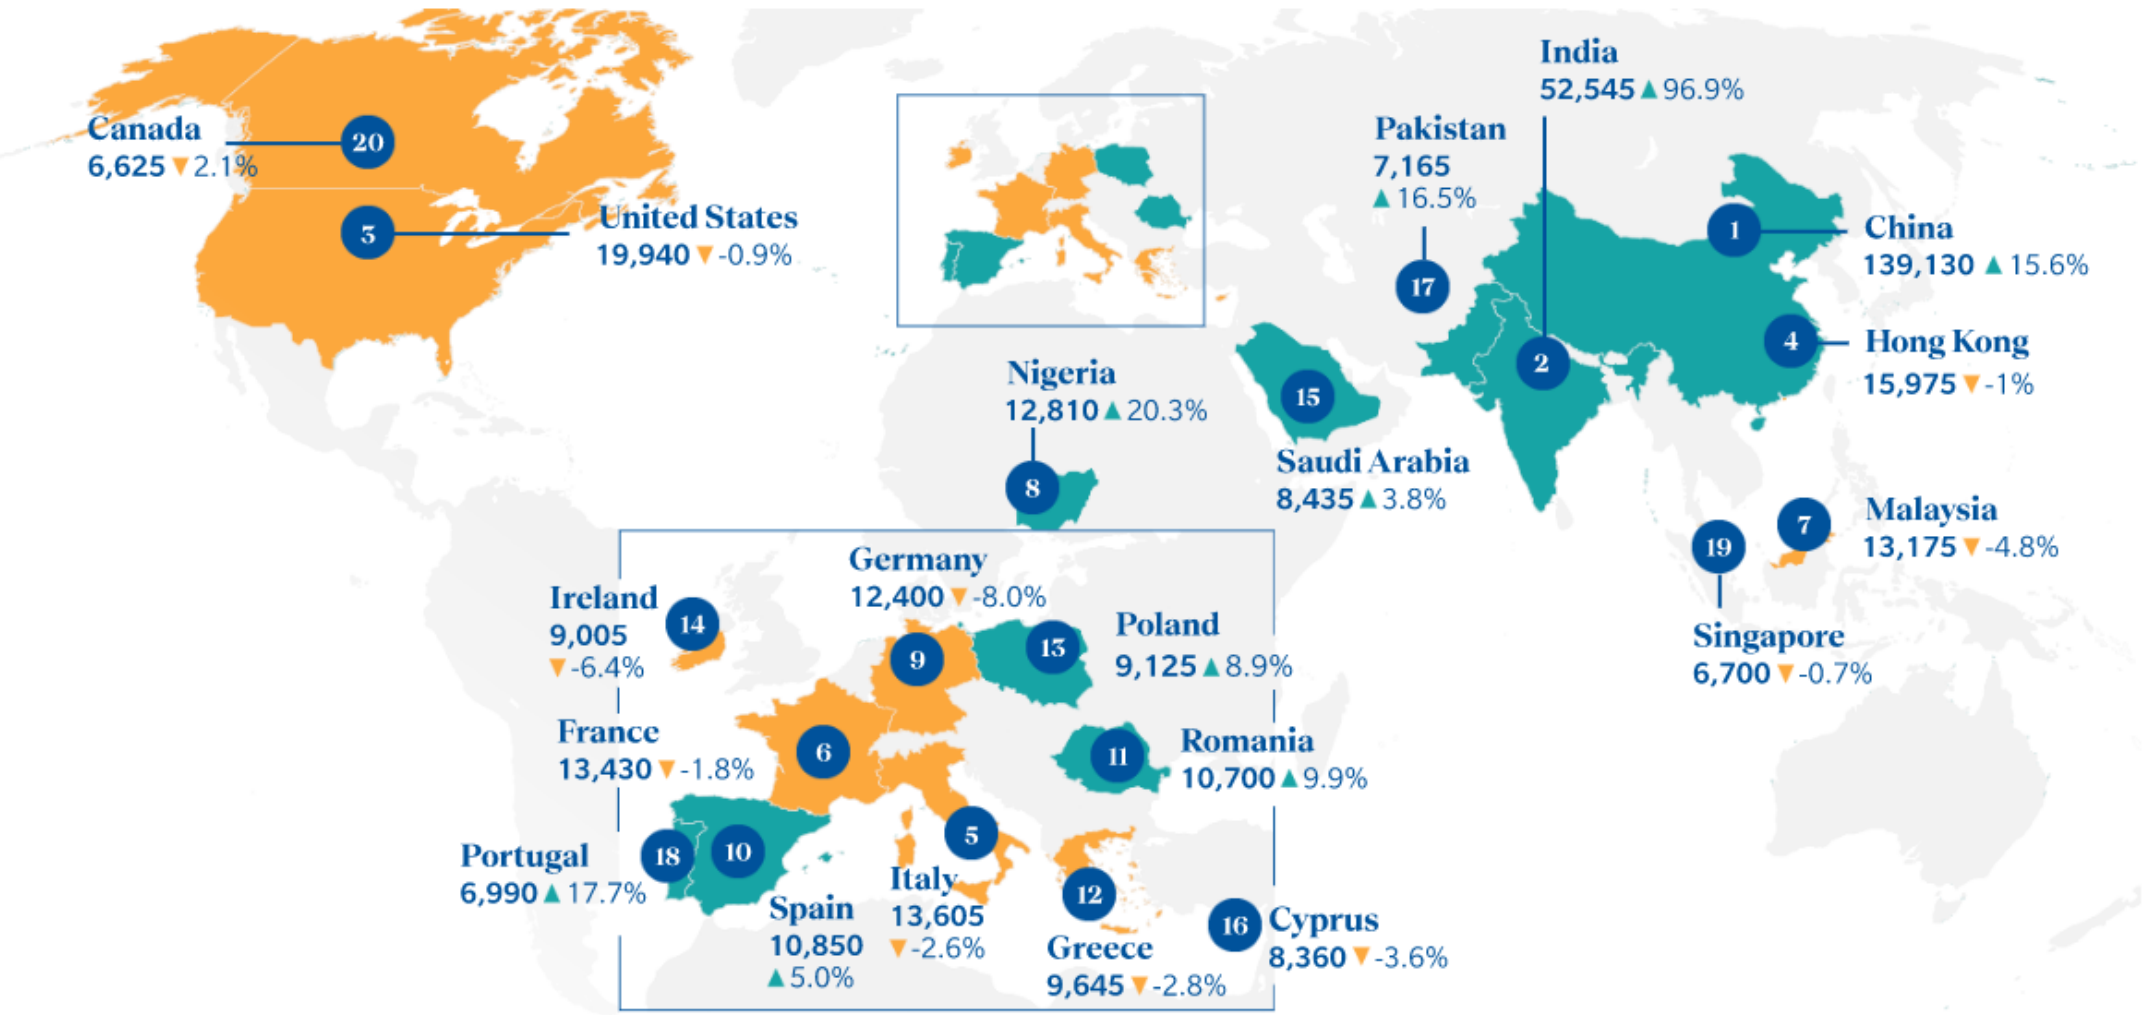 Canada
20
6,625 ▼ 2.1%
3
United States
19,940 ▼ -0.9%
India
52,545 ▲ 96.9%
Pakistan
7,165
▲ 16.5%
17
2
1
China
139,130 ▲ 15.6%
4
Hong Kong
15,975 ▼ -1%
Nigeria
12,810 ▲ 20.3%
8
15
Saudi Arabia
8,435 ▲ 3.8%
7
Malaysia
13,175 ▼ -4.8%
19
Singapore
6,700 ▼ -0.7%
Germany
12,400 ▼ -8.0%
9
Ireland
9,005
▼ -6.4%
14
13
Poland
9,125 ▲ 8.9%
France
13,430 ▼ -1.8%
6
11
Romania
10,700 ▲ 9.9%
Portugal
6,990 ▲ 17.7%
18
10
Spain
10,850
▲ 5.0%
5
Italy
13,605
▼ -2.6%
12
Greece
9,645 ▼ -2.8%
16
Cyprus
8,360 ▼ -3.6%